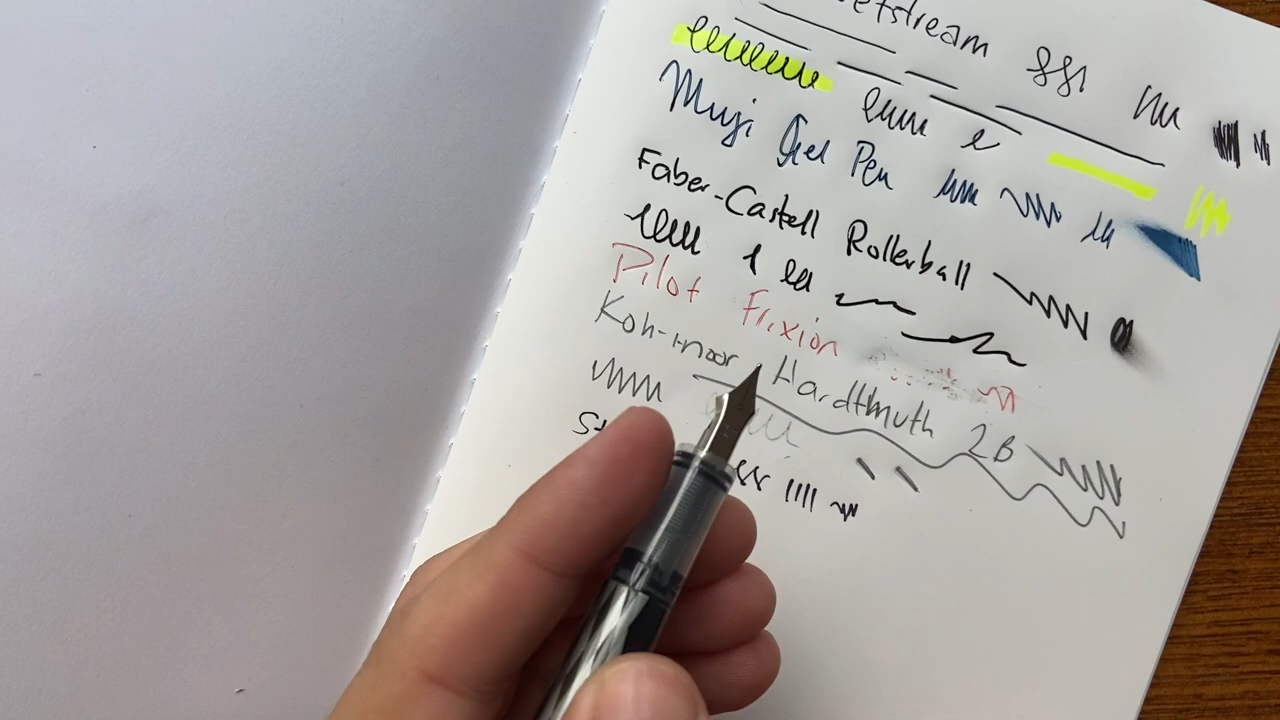 Muji Gel Pen
Faber-Castell Rollerball
Pilot Frixion
Koh-i-noor Hardtmuth 2B